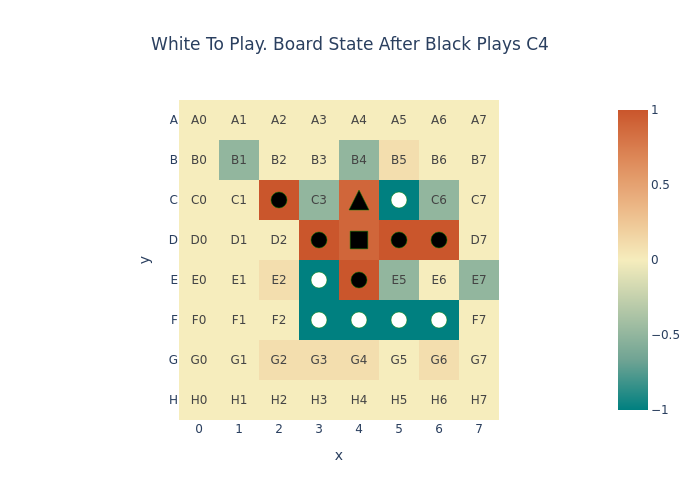 White To Play. Board State After Black Plays C4
A A0 A1 A2 A3 A4 A5 A6 A7
B B0 B1 B2 B3 B4 B5 B6 B7
C C0 C1 C3 C6 C7
D D0 D1 D2 D7
E E0 E1 E2 E5 E6 E7
F F0 F1 F2 F7
G G0 G1 G2 G3 G4 G5 G6 G7
H H0 H1 H2 H3 H4 H5 H6 H7
0 1 2 3 4 5 6 7
x
y
1
0.5
0
−0.5
−1